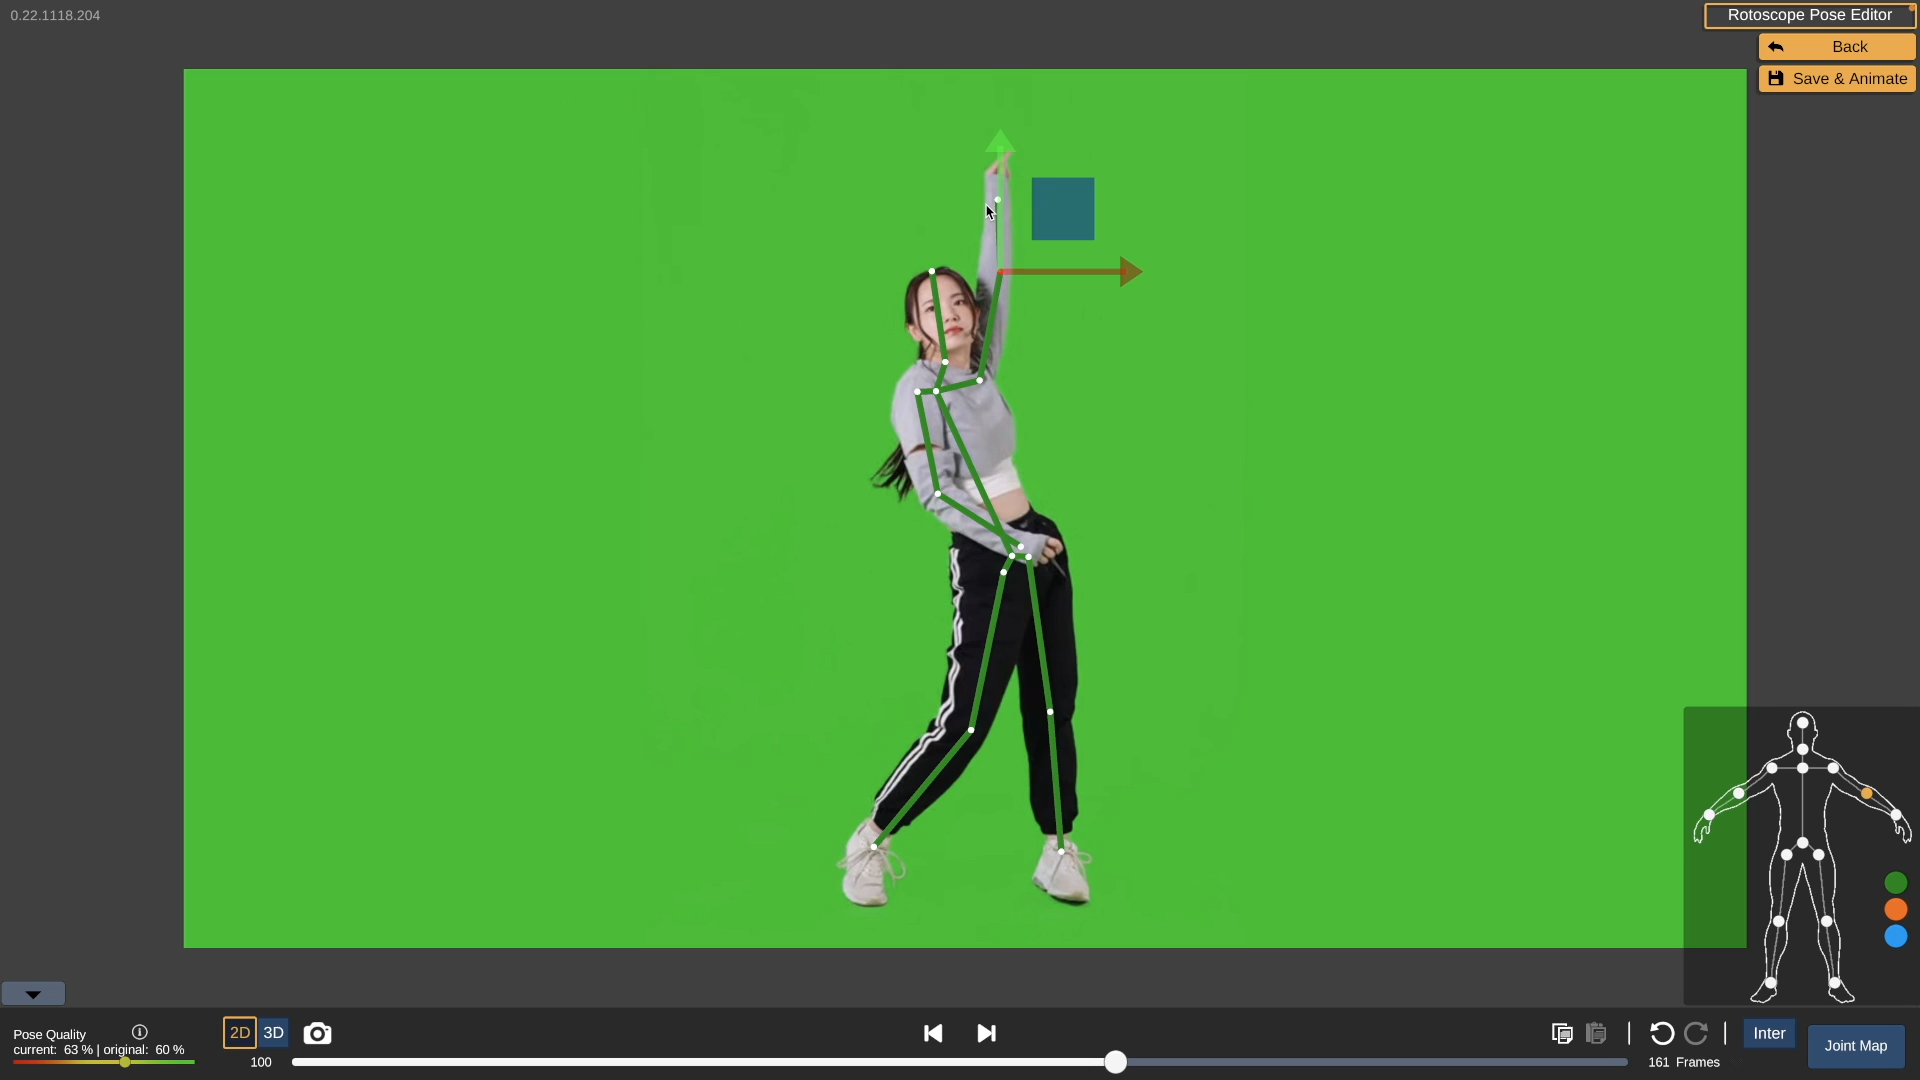 0.22.1118.204
Rotoscope Pose Editor
Back
Save & Animate
Pose Quality
current: 63 % | original: 60 %
2D 3D
100
161 Frames
Inter
Joint Map